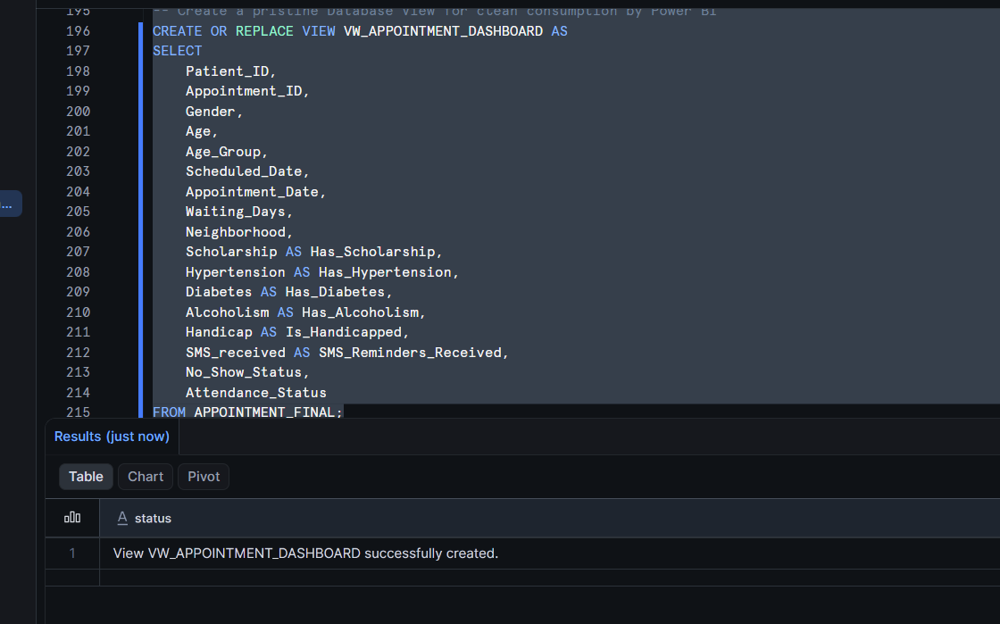 195 -- Create a pristine Database View for clean consumption by Power BI
196 CREATE OR REPLACE VIEW VW_APPOINTMENT_DASHBOARD AS
197 SELECT
198 Patient_ID,
199 Appointment_ID,
200 Gender,
201 Age,
202 Age_Group,
203 Scheduled_Date,
204 Appointment_Date,
205 Waiting_Days,
206 Neighborhood,
207 Scholarship AS Has_Scholarship,
208 Hypertension AS Has_Hypertension,
209 Diabetes AS Has_Diabetes,
210 Alcoholism AS Has_Alcoholism,
211 Handicap AS Is_Handicapped,
212 SMS_received AS SMS_Reminders_Received,
213 No_Show_Status,
214 Attendance_Status
215 FROM APPOINTMENT_FINAL;
Results (just now)
Table Chart Pivot
A status
1 View VW_APPOINTMENT_DASHBOARD successfully created.